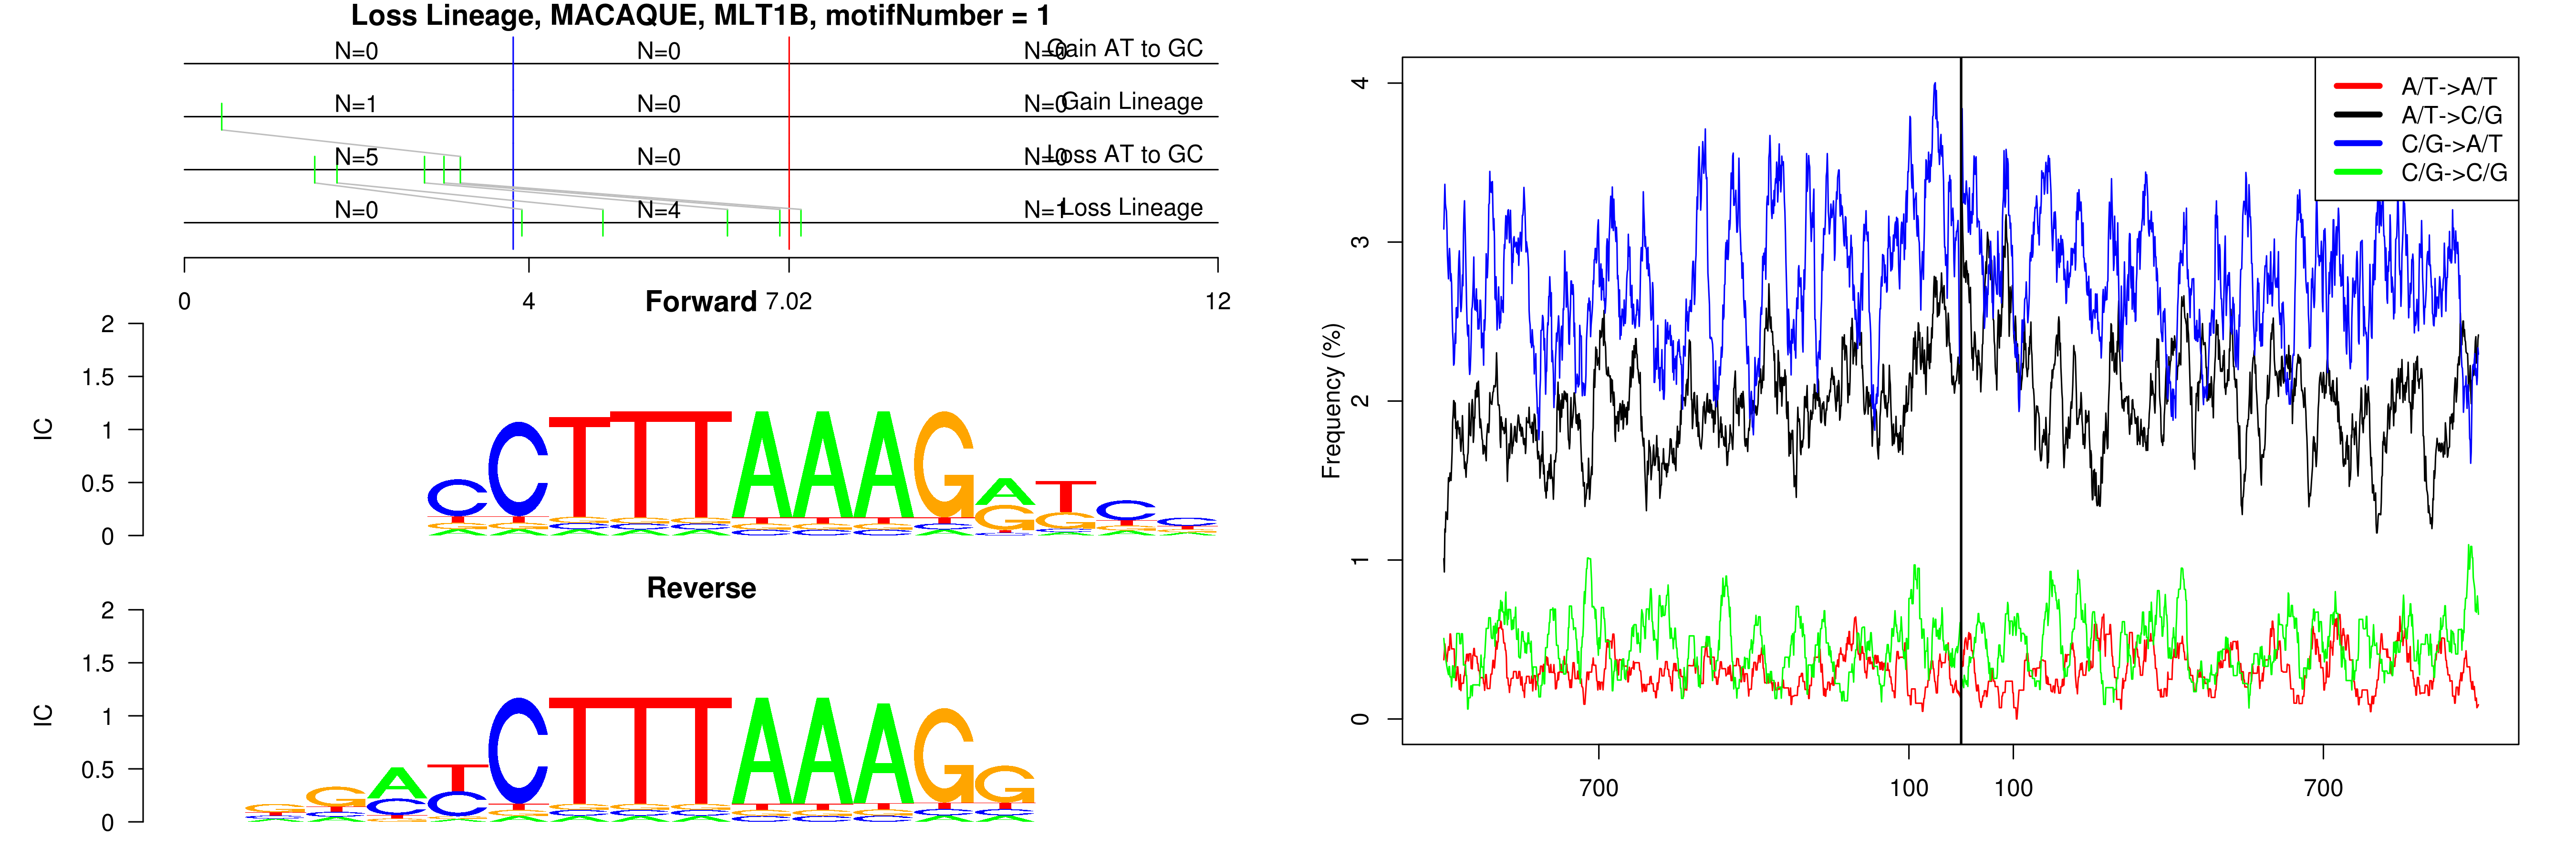 Loss Lineage, MACAQUE, MLT1B, motifNumber = 1
N=0 N=0 N=0 Gain AT to GC
N=1 N=0 N=0 Gain Lineage
N=5 N=0 N=0 Loss AT to GC
N=0 N=4 N=1 Loss Lineage
0 4 7.02 12
Forward
IC
2
1.5
1
0.5
0
CCTTTAAAGATCC
Reverse
IC
2
1.5
1
0.5
0
GGATCTTTAAAGG
Frequency (%)
4
3
2
1
0
A/T->A/T
A/T->C/G
C/G->A/T
C/G->C/G
700 100 100 700